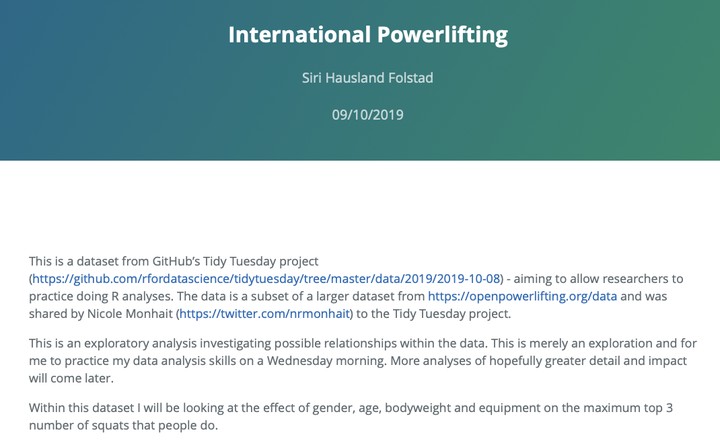 International Powerlifting
Siri Hausland Folstad
09/10/2019
This is a dataset from GitHub's Tidy Tuesday project
(https://github.com/rfordatascience/tidytuesday/tree/master/data/2019/2019-10-08) - aiming to allow researchers to
practice doing R analyses. The data is a subset of a larger dataset from https://openpowerlifting.org/data and was
shared by Nicole Monhait (https://twitter.com/nrmonhait) to the Tidy Tuesday project.
This is an exploratory analysis investigating possible relationships within the data. This is merely an exploration and for
me to practice my data analysis skills on a Wednesday morning. More analyses of hopefully greater detail and impact
will come later.
Within this dataset I will be looking at the effect of gender, age, bodyweight and equipment on the maximum top 3
number of squats that people do.